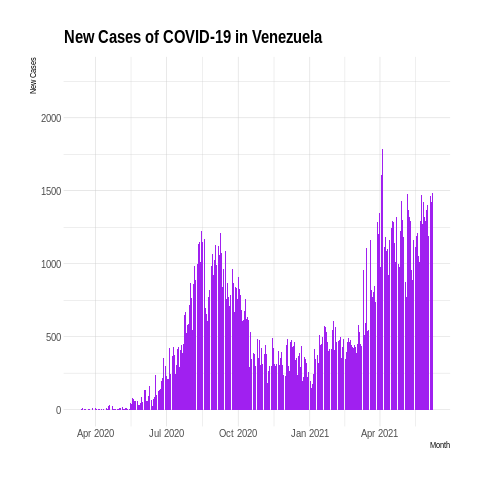 New Cases of COVID-19 in Venezuela
New Cases
2000
1500
1000
500
0
Apr 2020 Jul 2020 Oct 2020 Jan 2021 Apr 2021
Month